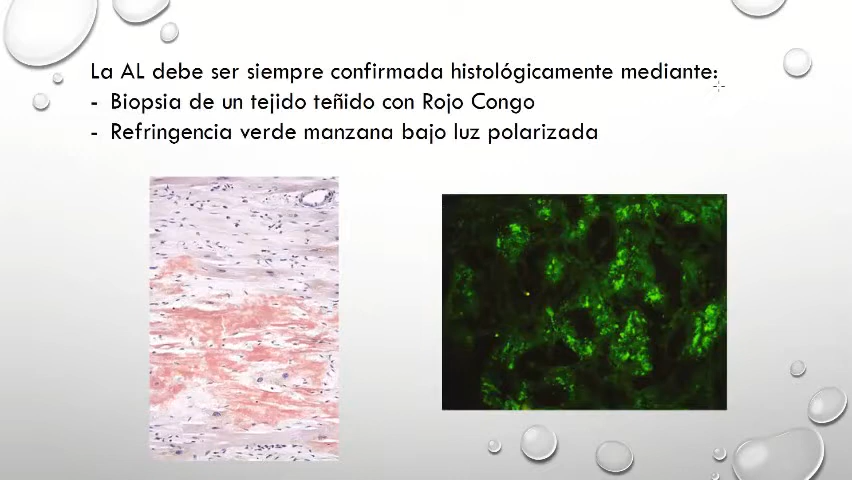 La AL debe ser siempre confirmada histológicamente mediante:
- Biopsia de un tejido teñido con Rojo Congo
- Refringencia verde manzana bajo luz polarizada